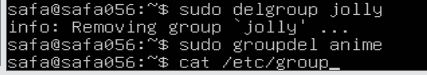 safa@safa056:~$ sudo delgroup jolly
info: Removing group `jolly' ...
safa@safa056:~$ sudo groupdel anime
safa@safa056:~$ cat /etc/group_